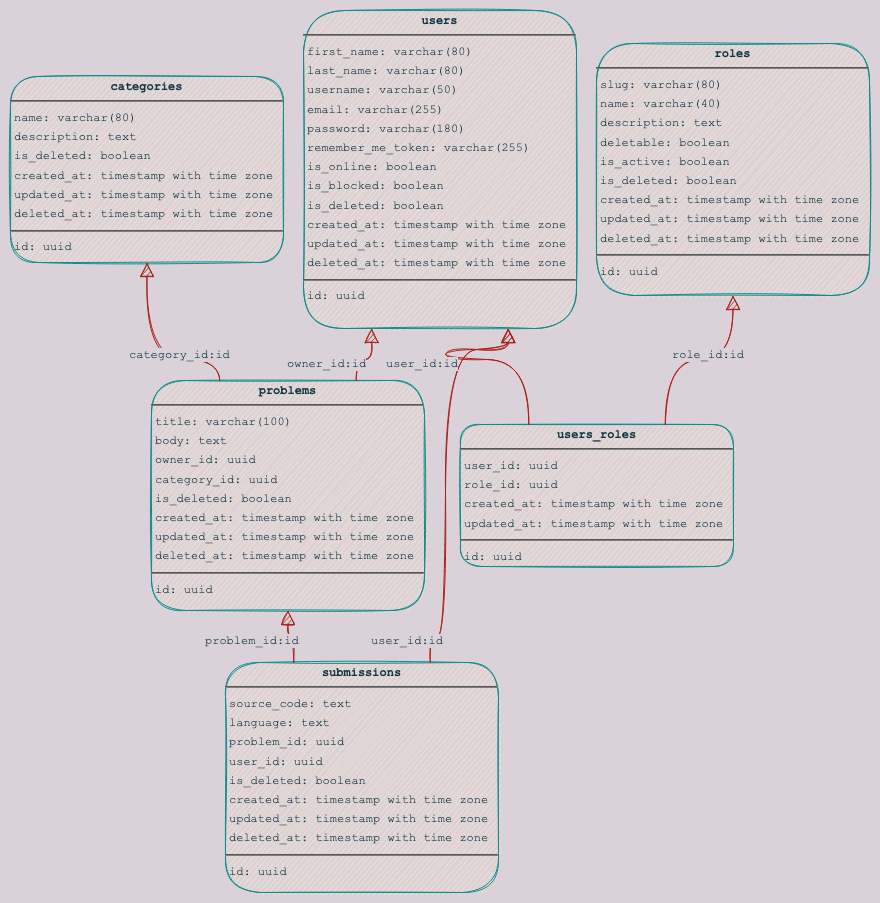 users
first_name: varchar(80)
last_name: varchar(80)
username: varchar(50)
email: varchar(255)
password: varchar(180)
remember_me_token: varchar(255)
is_online: boolean
is_blocked: boolean
is_deleted: boolean
created_at: timestamp with time zone
updated_at: timestamp with time zone
deleted_at: timestamp with time zone
id: uuid
roles
slug: varchar(80)
name: varchar(40)
description: text
deletable: boolean
is_active: boolean
is_deleted: boolean
created_at: timestamp with time zone
updated_at: timestamp with time zone
deleted_at: timestamp with time zone
id: uuid
categories
name: varchar(80)
description: text
is_deleted: boolean
created_at: timestamp with time zone
updated_at: timestamp with time zone
deleted_at: timestamp with time zone
id: uuid
category_id:id
owner_id:id
user_id:id
role_id:id
problems
title: varchar(100)
body: text
owner_id: uuid
category_id: uuid
is_deleted: boolean
created_at: timestamp with time zone
updated_at: timestamp with time zone
deleted_at: timestamp with time zone
id: uuid
users_roles
user_id: uuid
role_id: uuid
created_at: timestamp with time zone
updated_at: timestamp with time zone
id: uuid
problem_id:id
user_id:id
submissions
source_code: text
language: text
problem_id: uuid
user_id: uuid
is_deleted: boolean
created_at: timestamp with time zone
updated_at: timestamp with time zone
deleted_at: timestamp with time zone
id: uuid